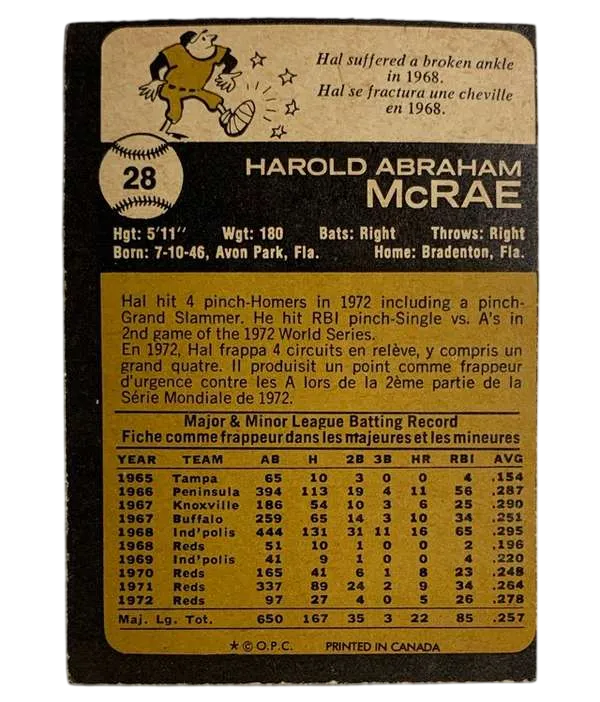 Hal suffered a broken ankle
in 1968.
Hal se fractura une cheville
en 1968.
28
HAROLD ABRAHAM
McRAE
Hgt: 5'11" Wgt: 180 Bats: Right Throws: Right
Born: 7-10-46, Avon Park, Fla. Home: Bradenton, Fla.
Hal hit 4 pinch-Homers in 1972 including a pinch-
Grand Slammer. He hit RBI pinch-Single vs. A's in
2nd game of the 1972 World Series.
En 1972, Hal frappa 4 circuits en relève, y compris un
grand quatre. Il produisit un point comme frappeur
d'urgence contre les A lors de la 2ème partie de la
Série Mondiale de 1972.
Major & Minor League Batting Record
Fiche comme frappeur dans les majeures et les mineures
YEAR TEAM AB H 2B 3B HR RBI AVG
1965 Tampa 65 10 3 0 0 4 .154
1966 Peninsula 394 113 19 4 11 56 .287
1967 Knoxville 186 54 10 3 6 25 .290
1967 Buffalo 259 65 14 3 10 34 .251
1968 Ind'polis 444 131 31 11 16 65 .295
1968 Reds 51 10 1 0 0 2 .196
1969 Ind'polis 41 9 1 0 0 4 .220
1970 Reds 165 41 6 1 8 23 .248
1971 Reds 337 89 24 2 9 34 .264
1972 Reds 97 27 4 0 5 26 .278
Maj. Lg. Tot. 650 167 35 3 22 85 .257
* © O.P.C. PRINTED IN CANADA